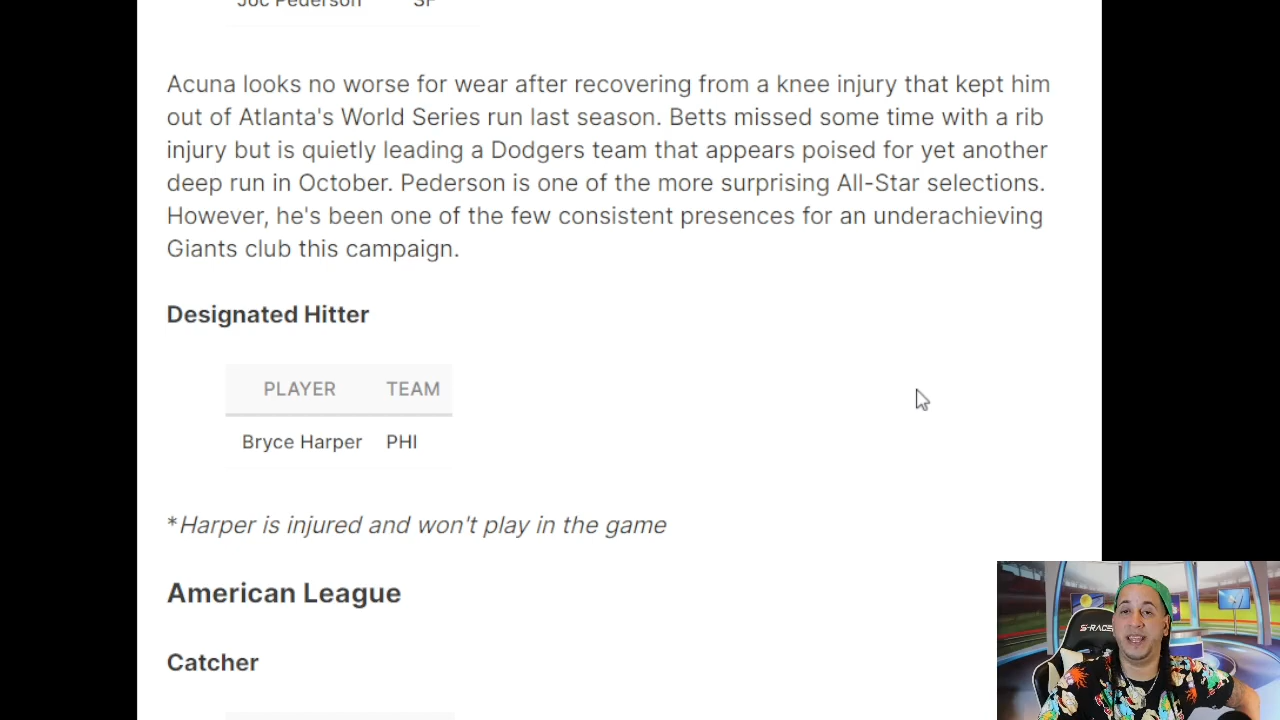 Joc Pederson SF
Acuna looks no worse for wear after recovering from a knee injury that kept him
out of Atlanta's World Series run last season. Betts missed some time with a rib
injury but is quietly leading a Dodgers team that appears poised for yet another
deep run in October. Pederson is one of the more surprising All-Star selections.
However, he's been one of the few consistent presences for an underachieving
Giants club this campaign.
Designated Hitter
PLAYER TEAM
Bryce Harper PHI
*Harper is injured and won't play in the game
American League
Catcher
S-RACER